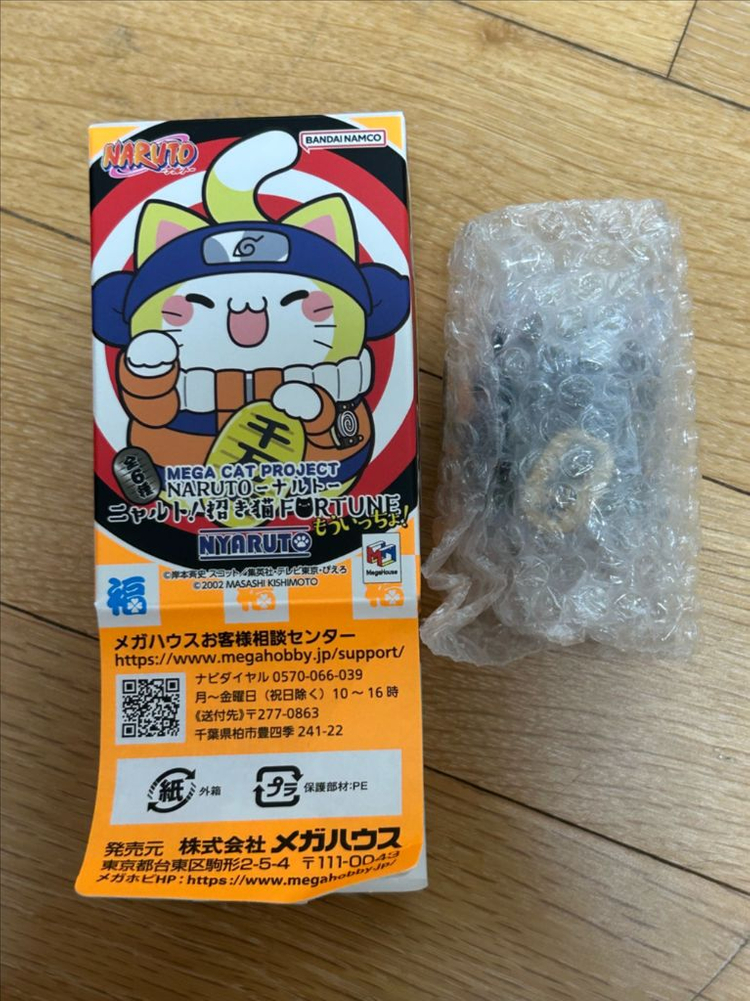 NARUTO
-ナルト-
BANDAI NAMCO
千万
全6種
MEGA CAT PROJECT
NARUTO-ナルト-
ニャルト!招き猫FORTUNE
もういっちょ!
NYARUTO
MegaHouse
©岸本斉史 スコット/集英社・テレビ東京・ぴえろ
©2002 MASASHI KISHIMOTO
福
福
福
メガハウスお客様相談センター
https://www.megahobby.jp/support/
ナビダイヤル 0570-066-039
月～金曜日（祝日除く）10～16時
《送付先》〒277-0863
千葉県柏市豊四季 241-22
紙 外箱
プラ 保護部材:PE
発売元 株式会社メガハウス
東京都台東区駒形2-5-4 〒111-0043
メガホビHP:https://www.megahobby.jp/